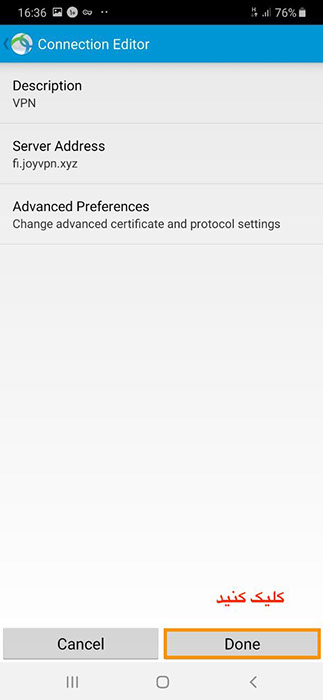 16:36
76%
Connection Editor
Description
VPN
Server Address
fi.joyvpn.xyz
Advanced Preferences
Change advanced certificate and protocol settings
کلیک کنید
Cancel
Done